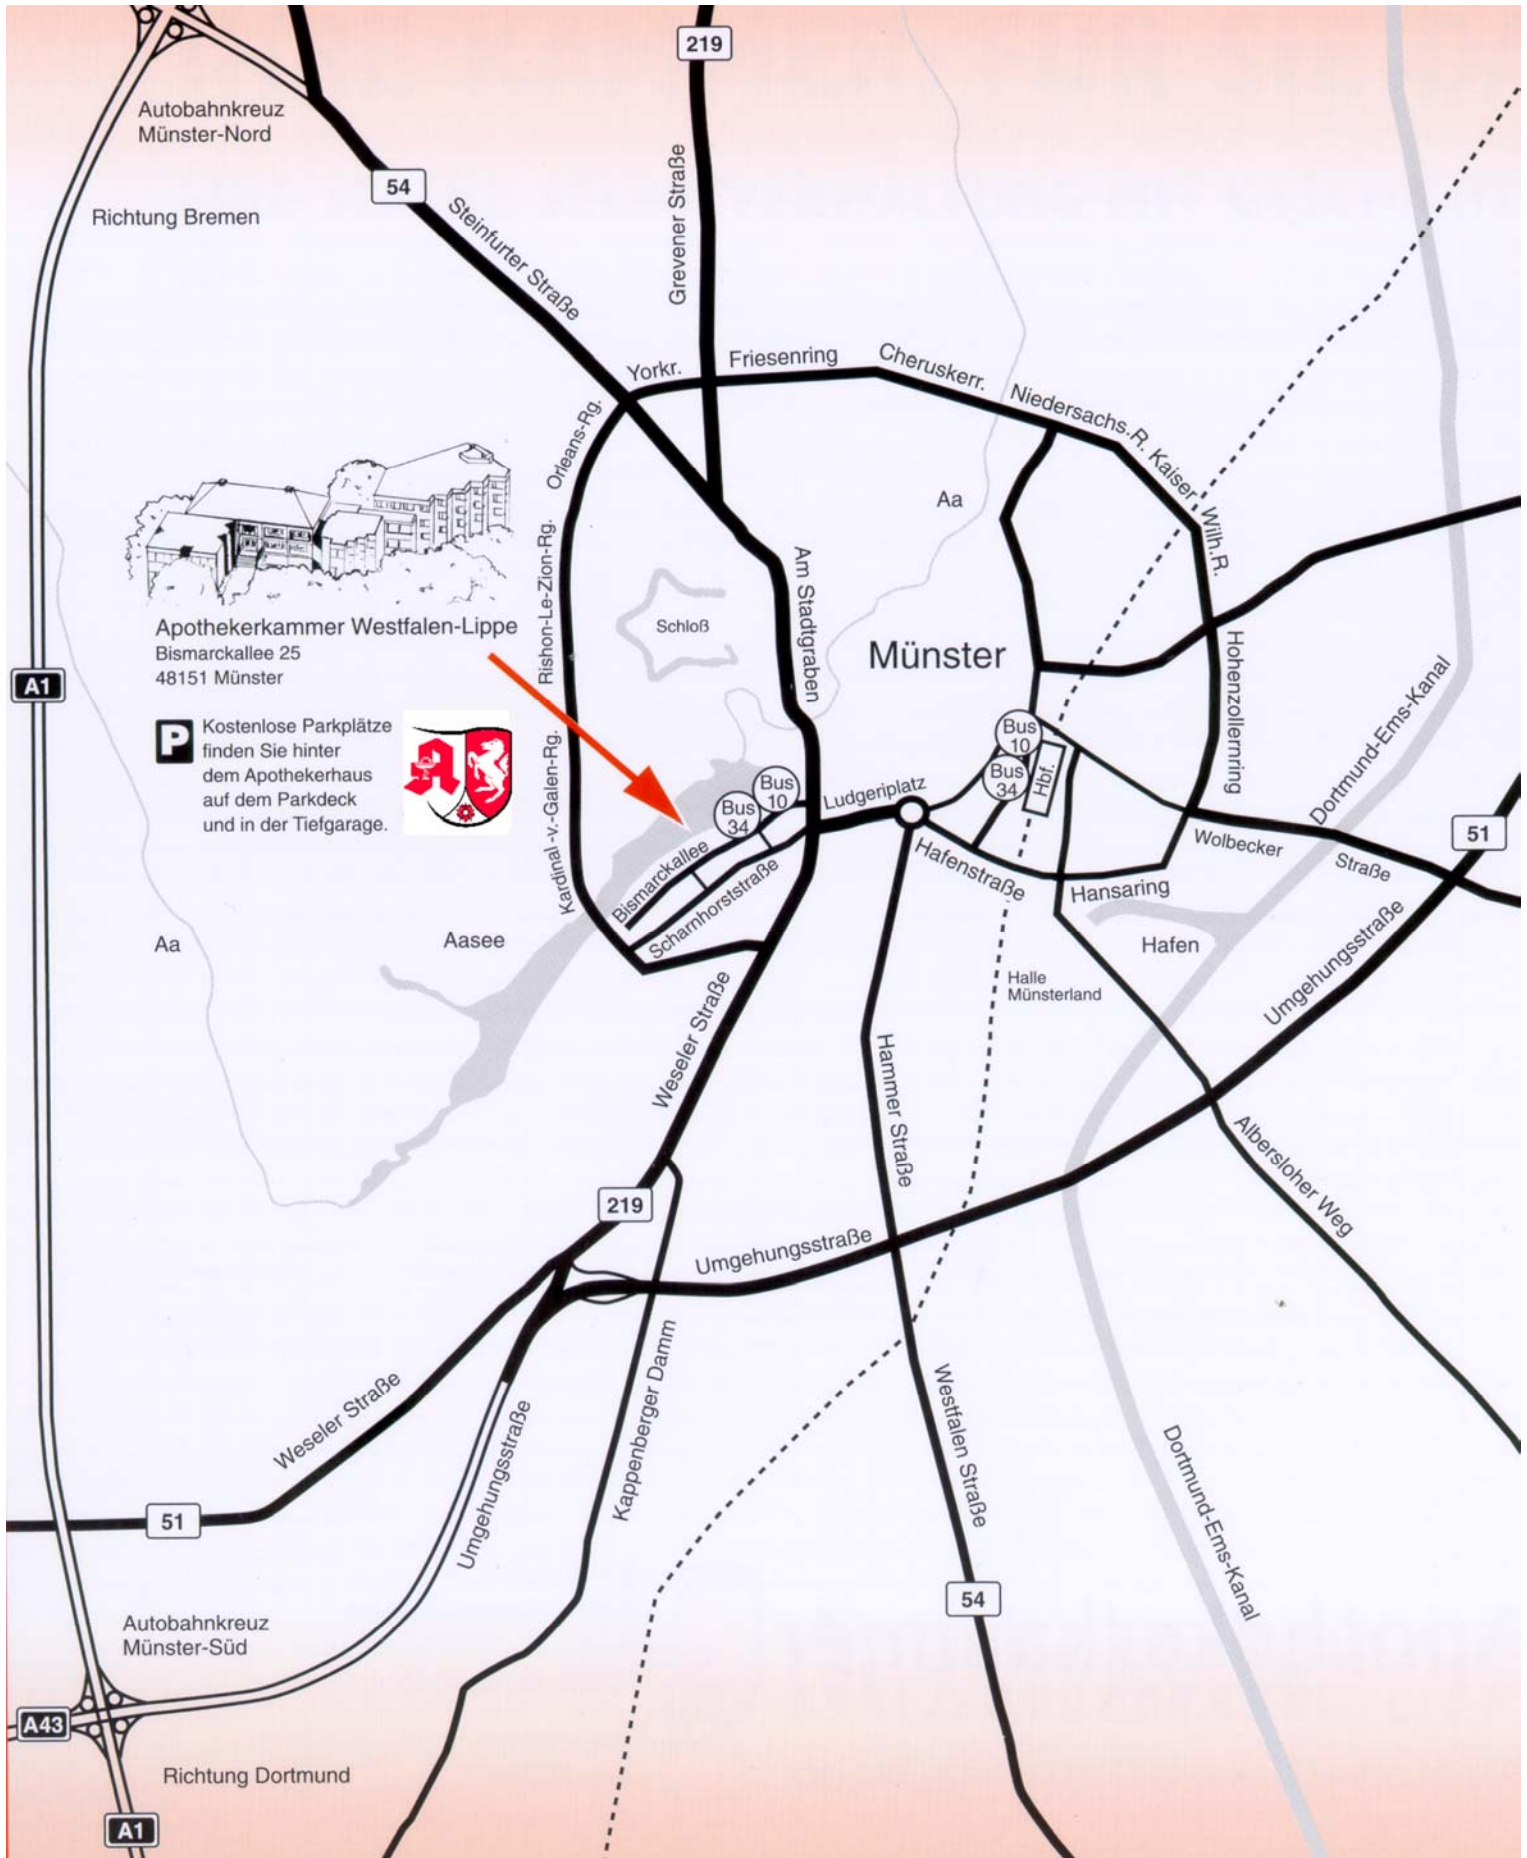 219
Autobahnkreuz
Münster-Nord
54
Richtung Bremen
Steinfurter Straße
Grevener Straße
Yorkr.
Friesenring
Cheruskerr.
Niedersachs.R.
Kaiser
Wilh.R.
Orleans-Rg.
Aa
Rishon-Le-Zion-Rg.
Am Stadtgraben
Schloß
Münster
Hohenzollernring
Apothekerkammer Westfalen-Lippe
Bismarckallee 25
48151 Münster
A1
P
Kostenlose Parkplätze
finden Sie hinter
dem Apothekerhaus
auf dem Parkdeck
und in der Tiefgarage.
A
Kardinal-v.-Galen-Rg.
Bus
10
Bus
34
Bus
10
Bus
34
Hbf.
Ludgeriplatz
Dortmund-Ems-Kanal
51
Wolbecker
Straße
Bismarckallee
Scharnhorststraße
Hafenstraße
Hansaring
Aa
Aasee
Hafen
Halle
Münsterland
Umgehungsstraße
Weseler Straße
Hammer Straße
Albersloher Weg
219
Umgehungsstraße
Weseler Straße
Umgehungsstraße
Kappenberger Damm
Westfalen Straße
Dortmund-Ems-Kanal
51
54
Autobahnkreuz
Münster-Süd
A43
Richtung Dortmund
A1